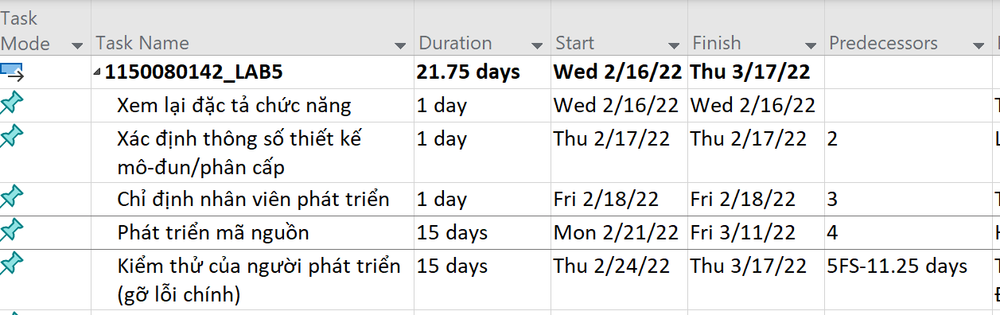 Task
Mode Task Name Duration Start Finish Predecessors
1150080142_LAB5 21.75 days Wed 2/16/22 Thu 3/17/22
Xem lại đặc tả chức năng 1 day Wed 2/16/22 Wed 2/16/22
Xác định thông số thiết kế 1 day Thu 2/17/22 Thu 2/17/22 2
mô-đun/phân cấp
Chỉ định nhân viên phát triển 1 day Fri 2/18/22 Fri 2/18/22 3
Phát triển mã nguồn 15 days Mon 2/21/22 Fri 3/11/22 4
Kiểm thử của người phát triển 15 days Thu 2/24/22 Thu 3/17/22 5FS-11.25 days
(gỡ lỗi chính)